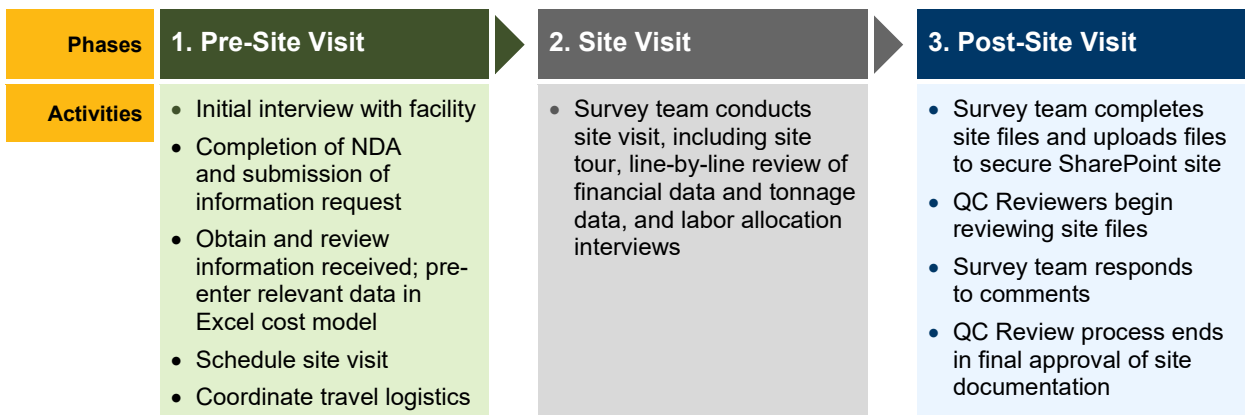 Phases
1. Pre-Site Visit
2. Site Visit
3. Post-Site Visit
Activities
• Initial interview with facility
• Completion of NDA
and submission of
information request
• Obtain and review
information received; pre-
enter relevant data in
Excel cost model
• Schedule site visit
• Coordinate travel logistics
• Survey team conducts
site visit, including site
tour, line-by-line review of
financial data and tonnage
data, and labor allocation
interviews
• Survey team completes
site files and uploads files
to secure SharePoint site
• QC Reviewers begin
reviewing site files
• Survey team responds
to comments
• QC Review process ends
in final approval of site
documentation